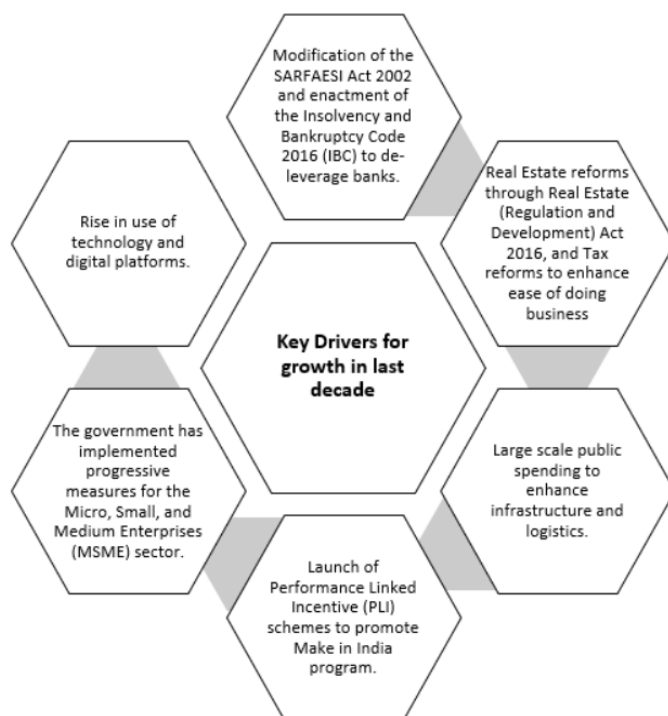 Modification of the
SARFAESI Act 2002
and enactment of
the Insolvency and
Bankruptcy Code
2016 (IBC) to de-
leverage banks.
Real Estate reforms
through Real Estate
(Regulation and
Development) Act
2016, and Tax
reforms to enhance
ease of doing
business
Large scale public
spending to
enhance
infrastructure and
logistics.
Launch of
Performance Linked
Incentive (PLI)
schemes to promote
Make in India
program.
The government has
implemented
progressive
measures for the
Micro, Small, and
Medium Enterprises
(MSME) sector.
Rise in use of
technology and
digital platforms.
Key Drivers for
growth in last
decade